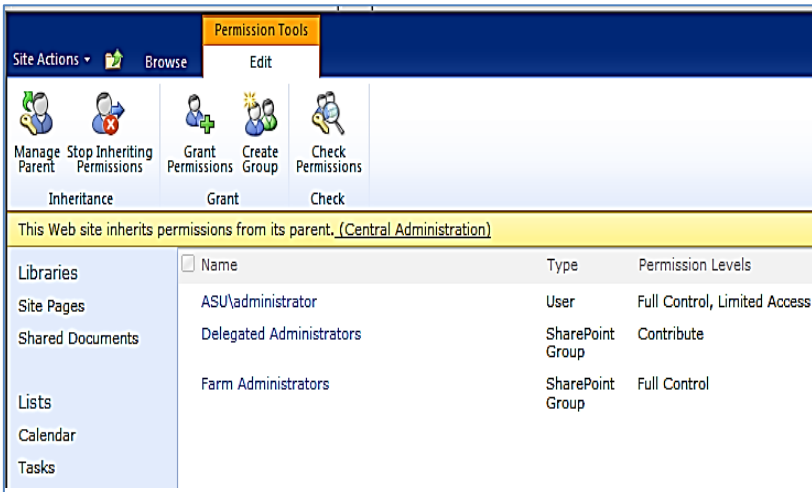 Permission Tools
Site Actions Browse Edit
Manage Parent
Stop Inheriting Permissions
Grant Permissions
Create Group
Check Permissions
Inheritance Grant Check
This Web site inherits permissions from its parent. (Central Administration)
Libraries
Site Pages
Shared Documents
Lists
Calendar
Tasks
Name Type Permission Levels
ASU\administrator User Full Control, Limited Access
Delegated Administrators SharePoint Group Contribute
Farm Administrators SharePoint Group Full Control